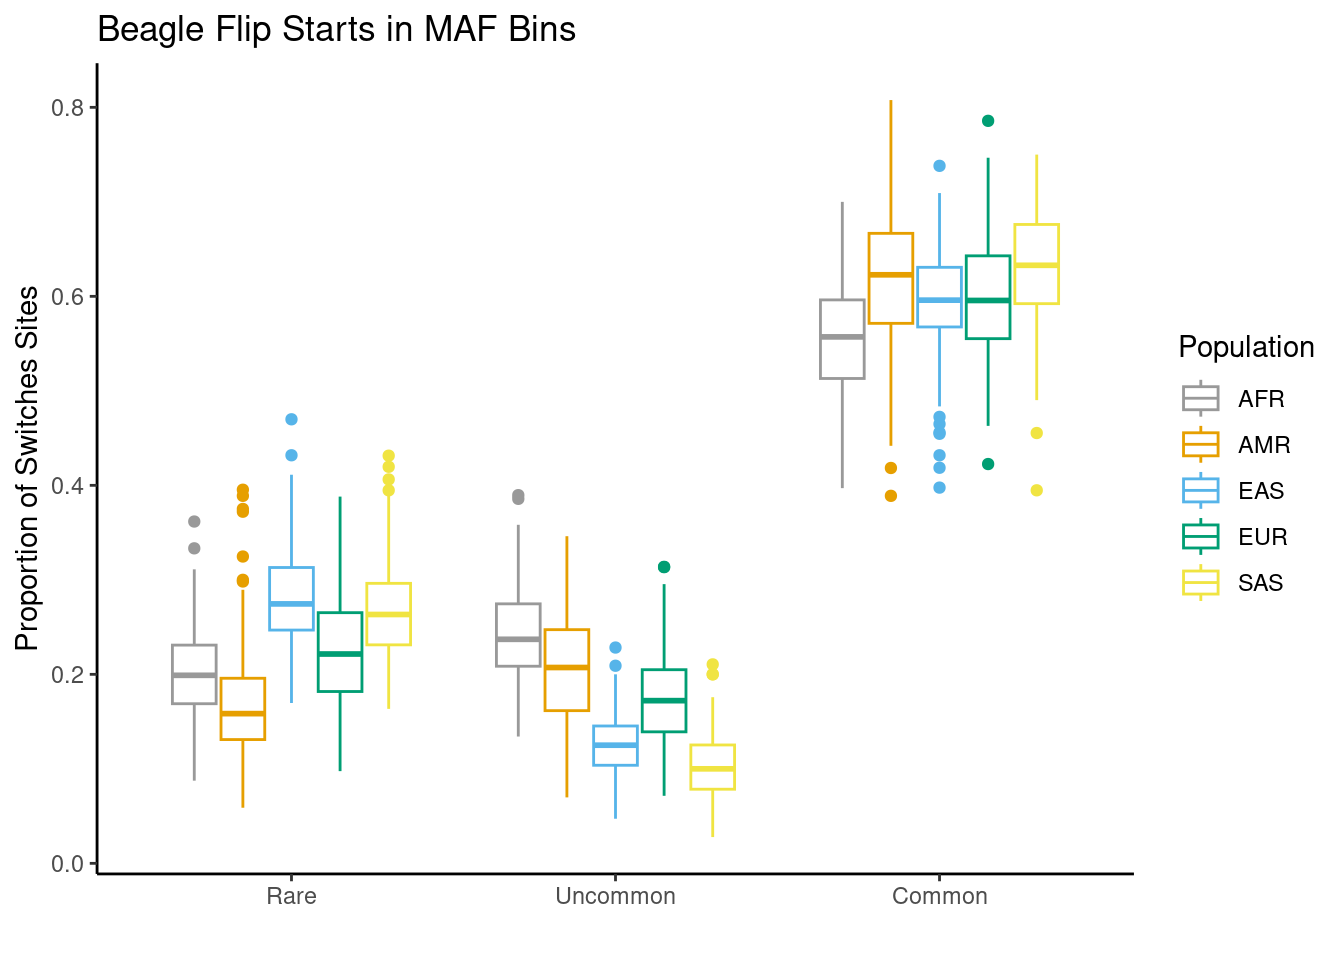 Beagle Flip Starts in MAF Bins
Proportion of Switches Sites
0.8
0.6
0.4
0.2
0.0
Rare
Uncommon
Common
Population
AFR
AMR
EAS
EUR
SAS